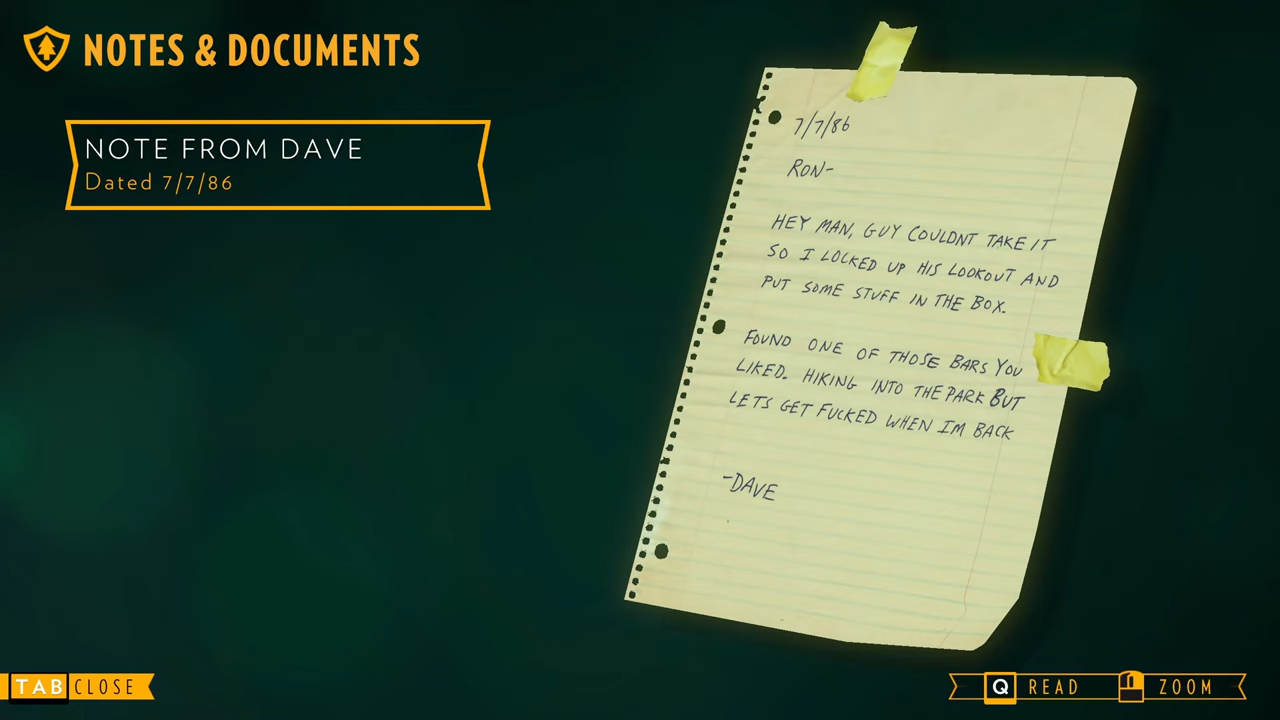 NOTES & DOCUMENTS
NOTE FROM DAVE
Dated 7/7/86
7/7/86
RON-
HEY MAN, GUY COULDNT TAKE IT
SO I LOCKED UP HIS LOOKOUT AND
PUT SOME STUFF IN THE BOX.
FOUND ONE OF THOSE BARS YOU
LIKED. HIKING INTO THE PARK BUT
LETS GET FUCKED WHEN IM BACK
-DAVE
TAB CLOSE
Q READ ZOOM